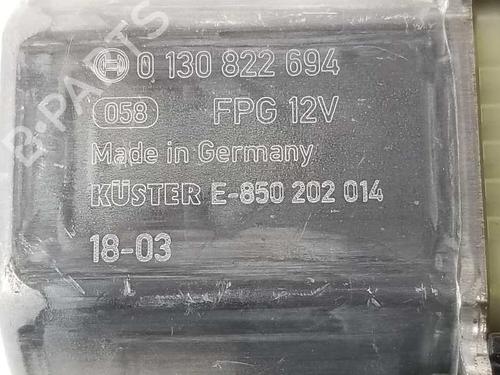 0 130 822 694
058 FPG 12V
Made in Germany
KÜSTER E-850 202 014
18-03
B-PARTS